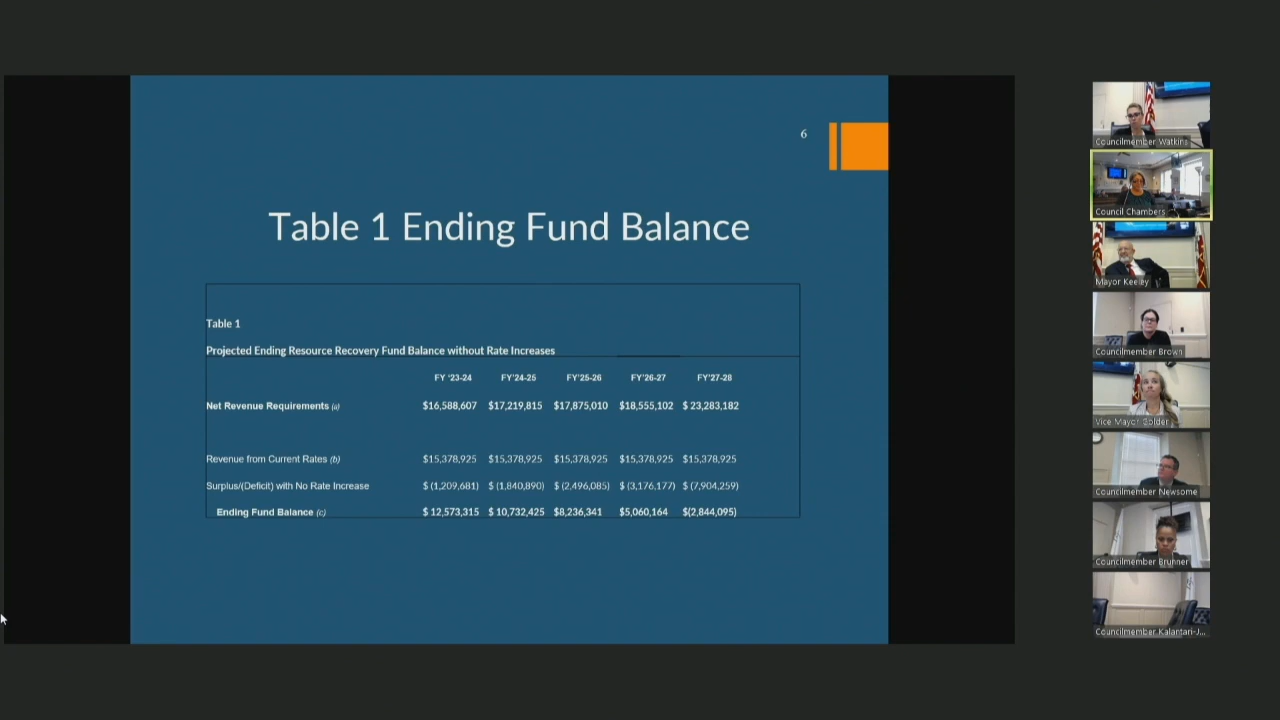 6
Table 1 Ending Fund Balance
Table 1
Projected Ending Resource Recovery Fund Balance without Rate Increases
FY '23-24 FY'24-25 FY'25-26 FY'26-27 FY'27-28
Net Revenue Requirements (a) $16,588,607 $17,219,815 $17,875,010 $18,555,102 $ 23,283,182
Revenue from Current Rates (b) $15,378,925 $15,378,925 $15,378,925 $15,378,925 $15,378,925
Surplus/(Deficit) with No Rate Increase $ (1,209,681) $ (1,840,890) $ (2,496,085) $ (3,176,177) $ (7,904,259)
Ending Fund Balance (c) $ 12,573,315 $ 10,732,425 $8,236,341 $5,060,164 $(2,844,095)
Councilmember Watkins
Council Chambers
Mayor Keeley
Councilmember Brown
Vice Mayor Golder
Councilmember Newsome
Councilmember Brunner
Councilmember Kalantari-J...